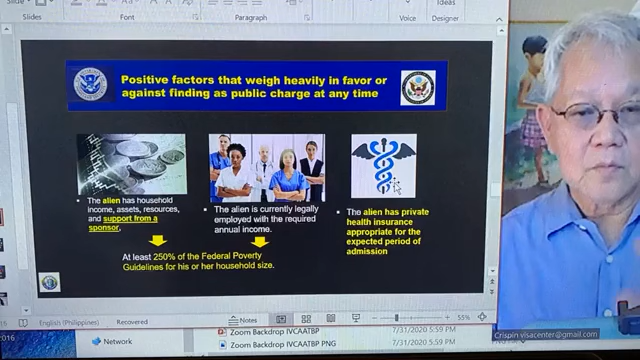 Slide
Slides
Font
Paragraph
Voice
Ideas
Designer
Positive factors that weigh heavily in favor or
against finding as public charge at any time
• The alien has household
income, assets, resources,
and support from a
sponsor,
• The alien is currently legally
employed with the required
annual income.
• The alien has private
health insurance
appropriate for the
expected period of
admission
At least 250% of the Federal Poverty
Guidelines for his or her household size.
English (Philippines)
Recovered
Notes
55%
Crispin visacenter@gmail.com
016
Network
Zoom Backdrop IVCAATBP
7/31/2020 5:59 PM
Zoom Backdrop IVCAATBP PNG
7/31/2020 5:59 PM